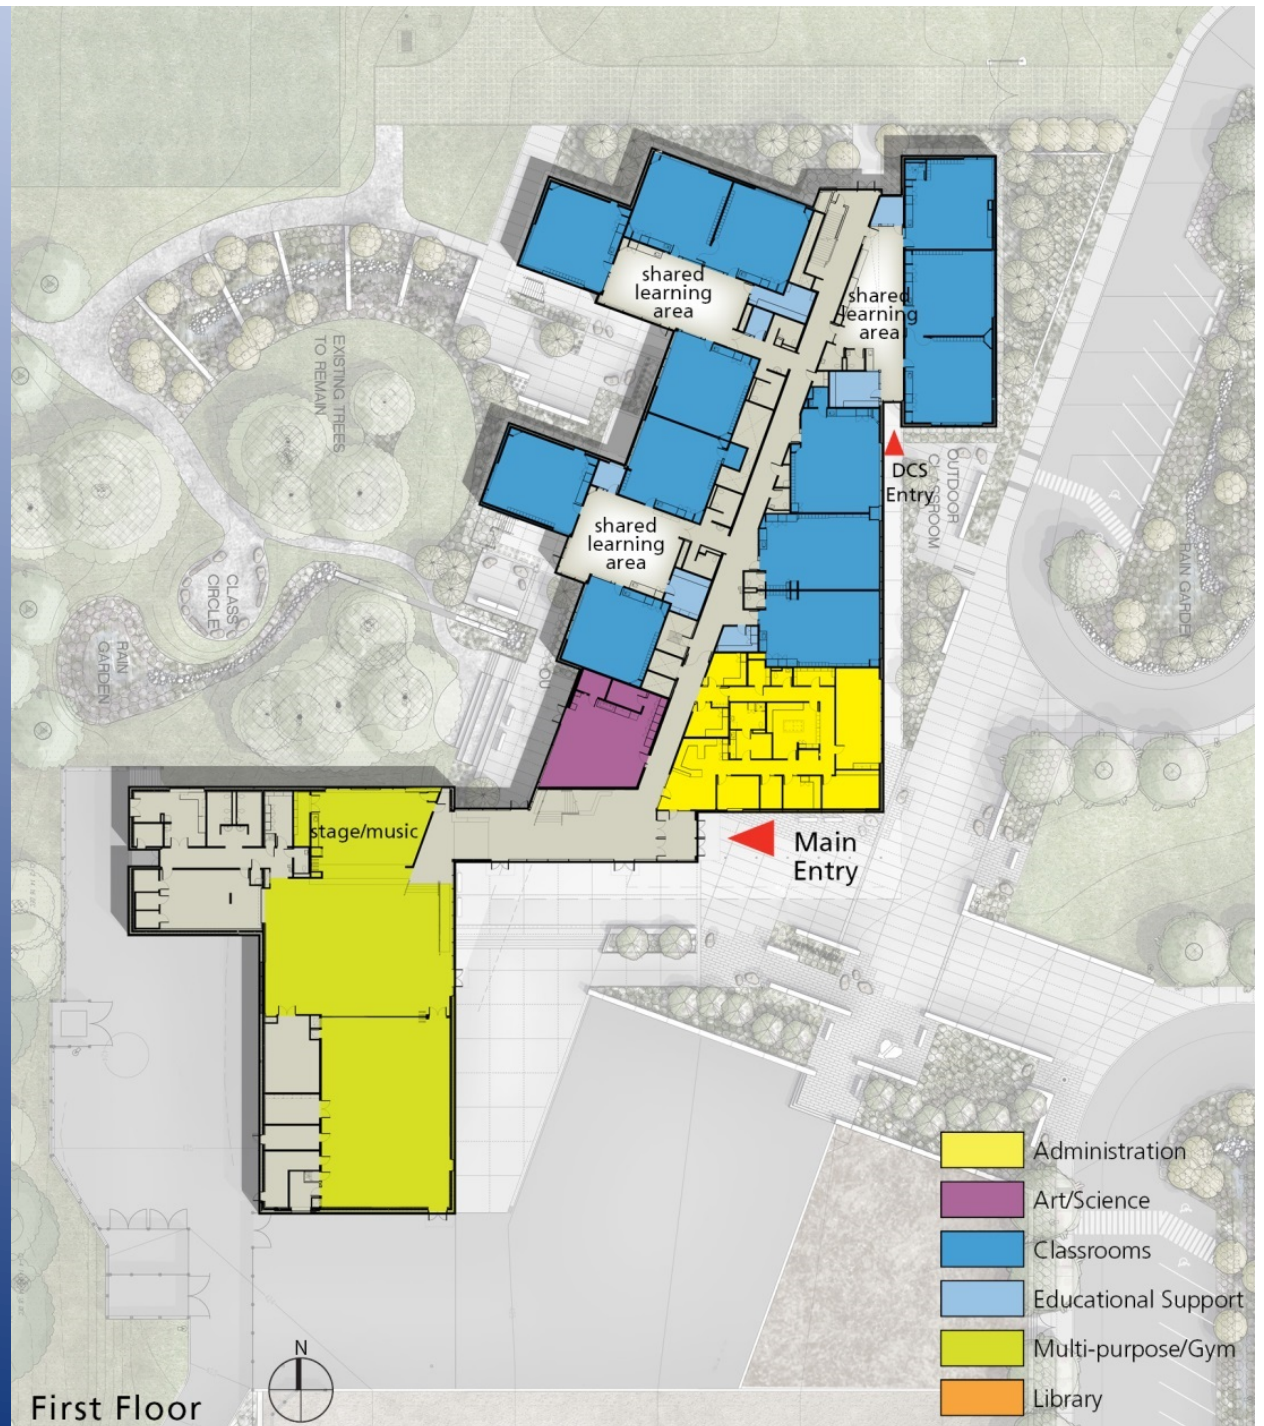 shared
learning
area
shared
learning
area
EXISTING TREES
TO REMAIN
DCS
Entry
OUTDOOR
CLASSROOM
shared
learning
area
RAIN GARDEN
CLASS
CIRCLE
RAIN
GARDEN
stage/music
Main
Entry
Administration
Art/Science
Classrooms
Educational Support
Multi-purpose/Gym
Library
N
First Floor